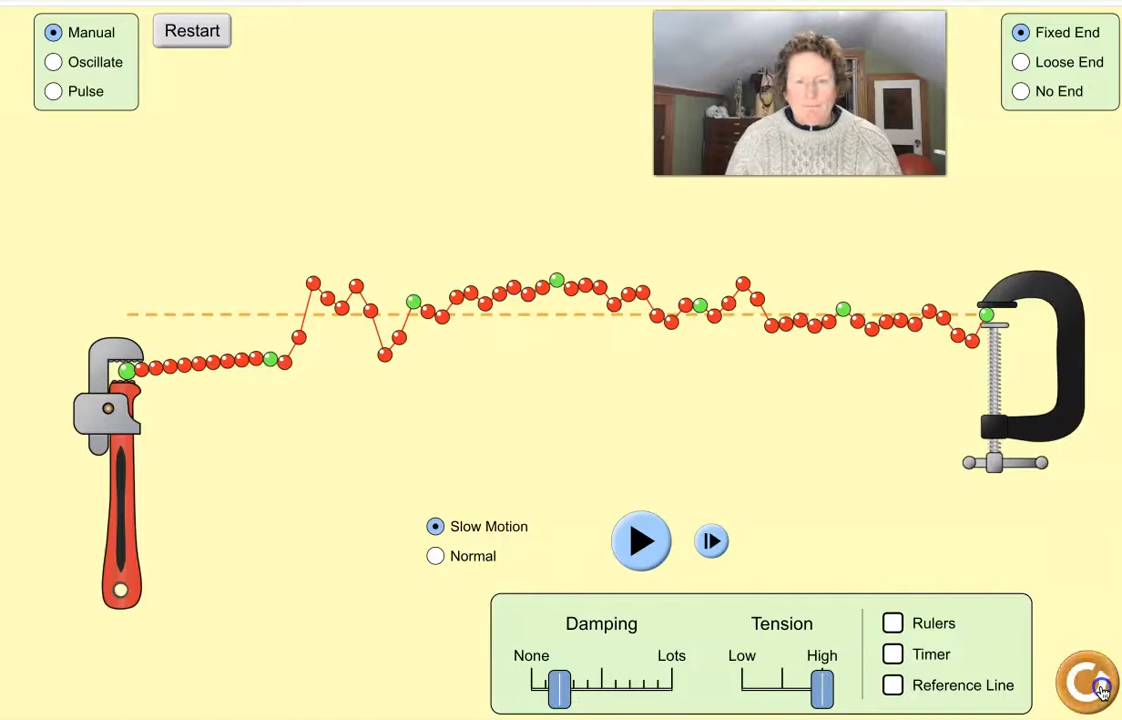 Manual
Oscillate
Pulse
Restart
Fixed End
Loose End
No End
Slow Motion
Normal
Damping
None
Lots
Tension
Low
High
Rulers
Timer
Reference Line